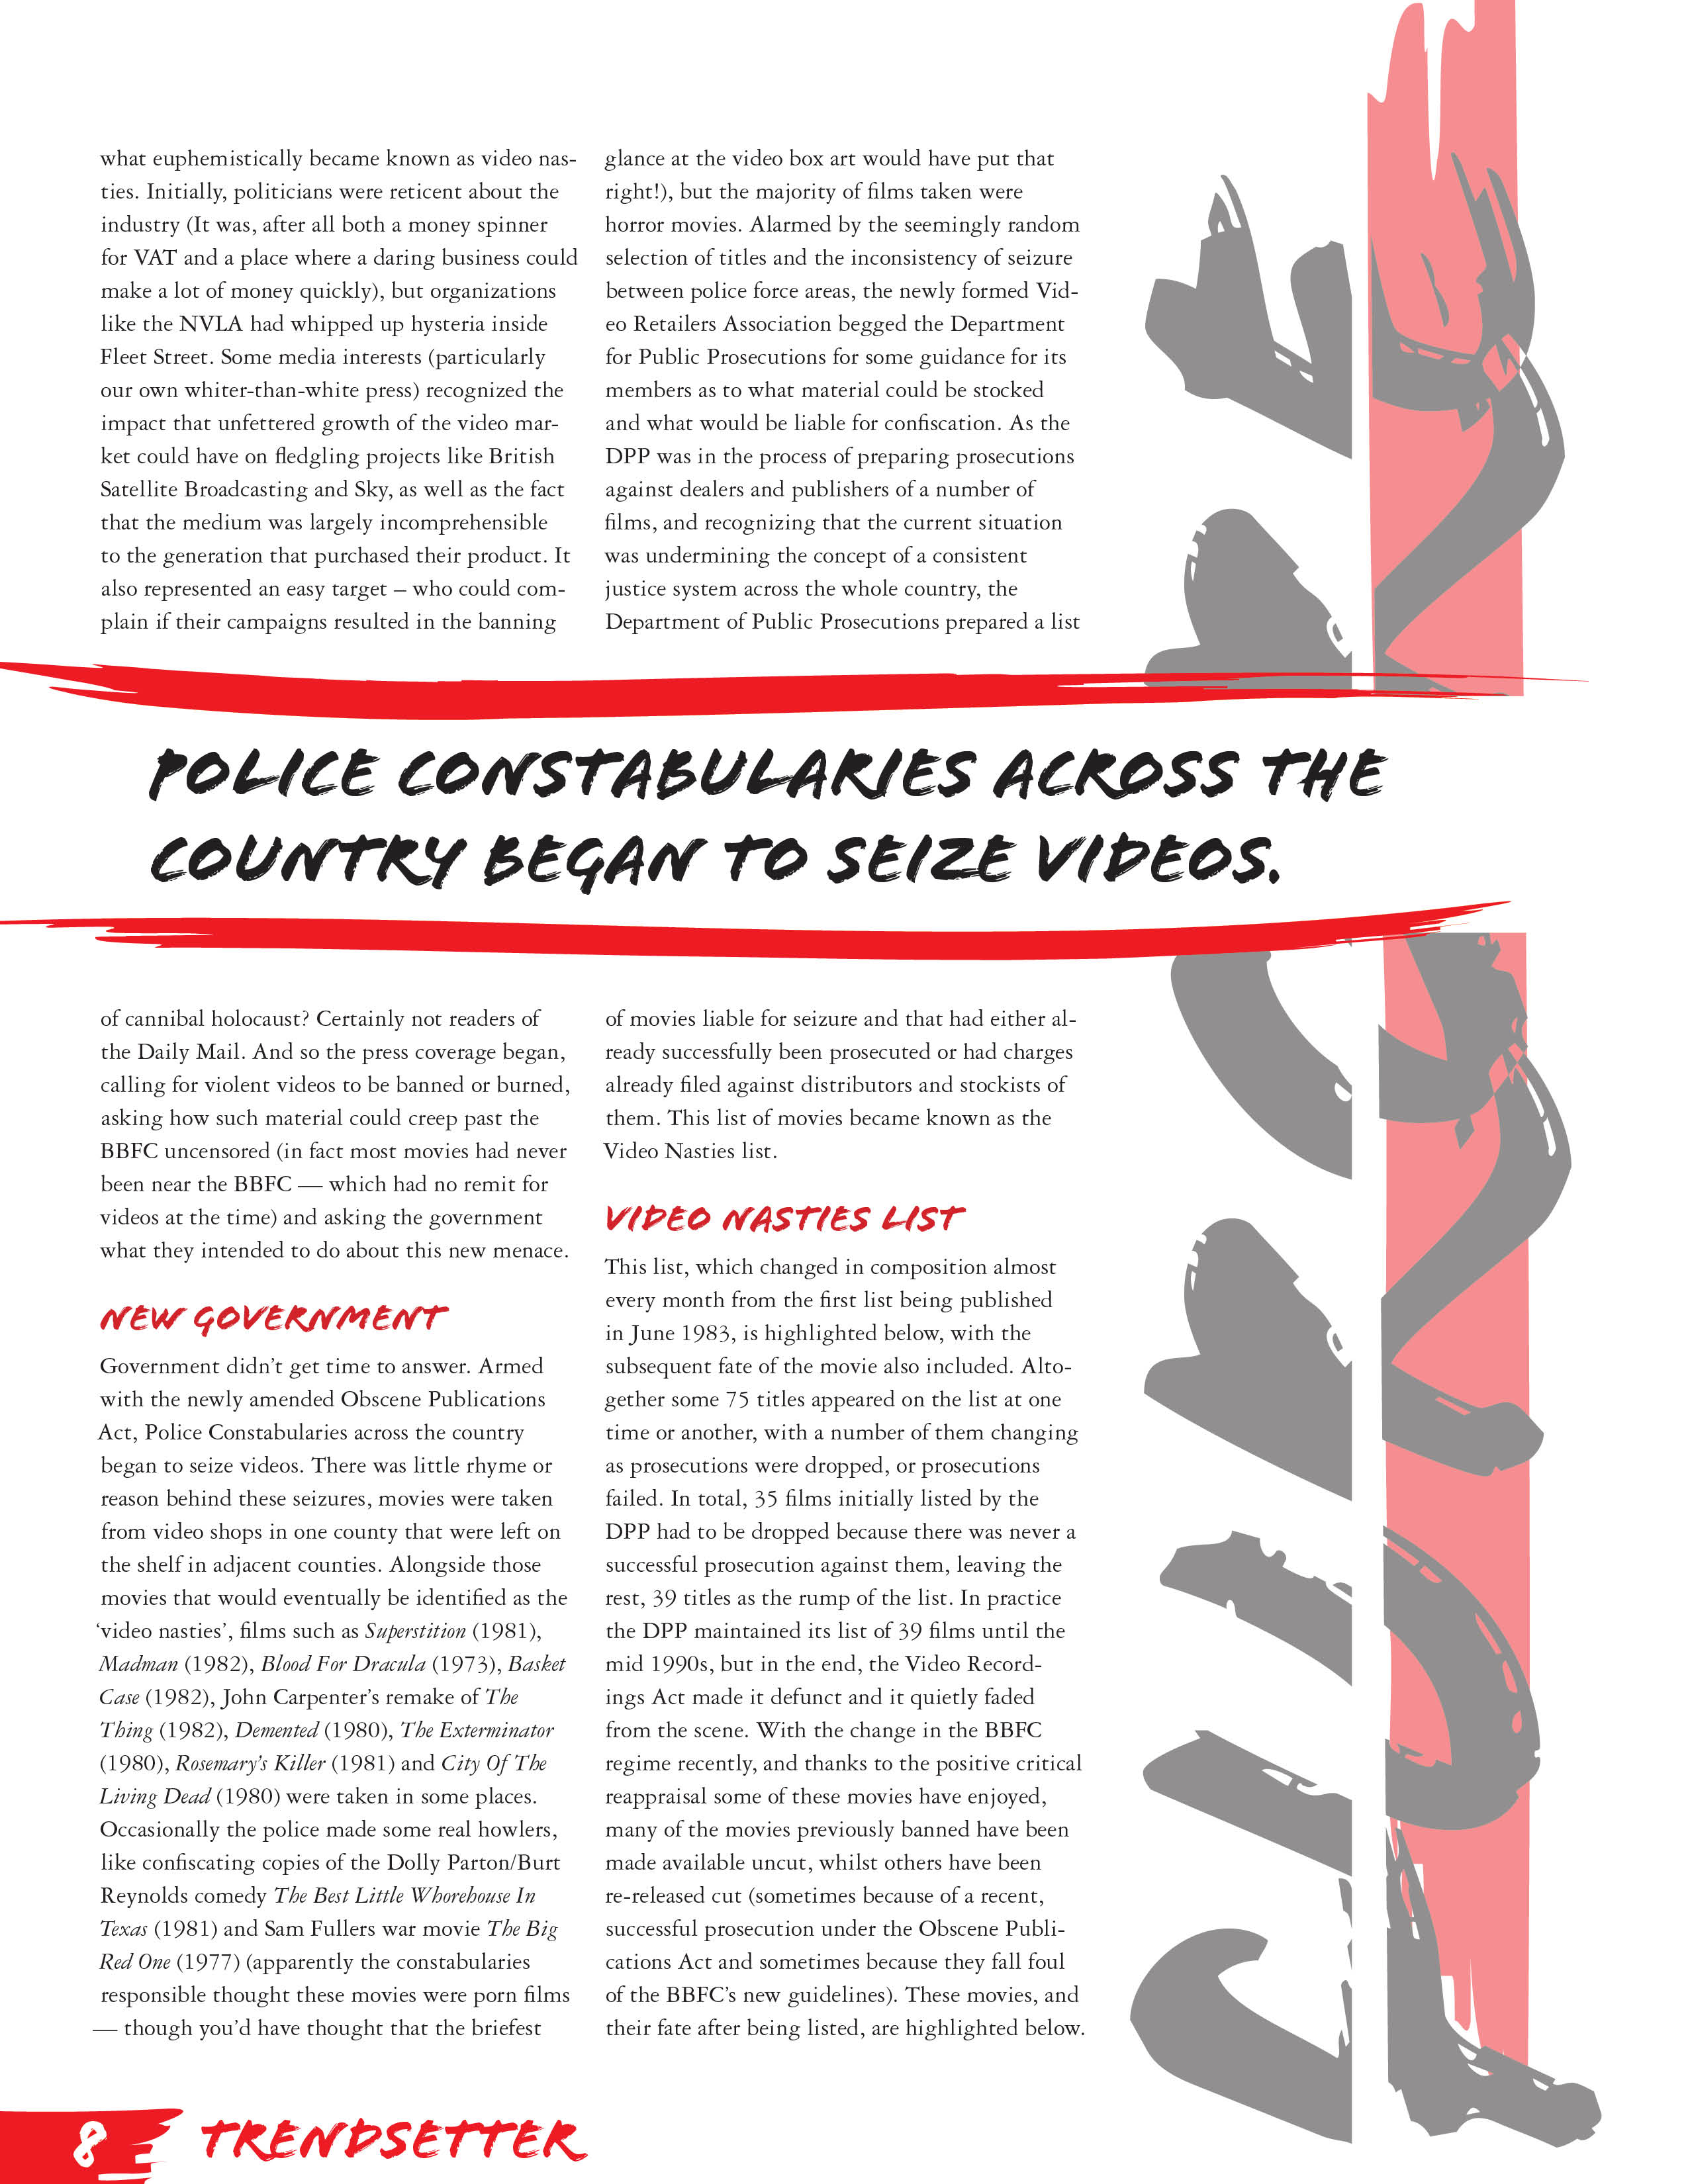 what euphemistically became known as video nas-
ties. Initially, politicians were reticent about the
industry (It was, after all both a money spinner
for VAT and a place where a daring business could
make a lot of money quickly), but organizations
like the NVLA had whipped up hysteria inside
Fleet Street. Some media interests (particularly
our own whiter-than-white press) recognized the
impact that unfettered growth of the video mar-
ket could have on fledgling projects like British
Satellite Broadcasting and Sky, as well as the fact
that the medium was largely incomprehensible
to the generation that purchased their product. It
also represented an easy target – who could com-
plain if their campaigns resulted in the banning
of cannibal holocaust? Certainly not readers of
the Daily Mail. And so the press coverage began,
calling for violent videos to be banned or burned,
asking how such material could creep past the
BBFC uncensored (in fact most movies had never
been near the BBFC — which had no remit for
videos at the time) and asking the government
what they intended to do about this new menace.
NEW GOVERNMENT
Government didn't get time to answer. Armed
with the newly amended Obscene Publications
Act, Police Constabularies across the country
began to seize videos. There was little rhyme or
reason behind these seizures, movies were taken
from video shops in one county that were left on
the shelf in adjacent counties. Alongside those
movies that would eventually be identified as the
‘video nasties’, films such as Superstition (1981),
Madman (1982), Blood For Dracula (1973), Basket
Case (1982), John Carpenter’s remake of The
Thing (1982), Demented (1980), The Exterminator
(1980), Rosemary’s Killer (1981) and City Of The
Living Dead (1980) were taken in some places.
Occasionally the police made some real howlers,
like confiscating copies of the Dolly Parton/Burt
Reynolds comedy The Best Little Whorehouse In
Texas (1981) and Sam Fullers war movie The Big
Red One (1977) (apparently the constabularies
responsible thought these movies were porn films
— though you’d have thought that the briefest
glance at the video box art would have put that
right!), but the majority of films taken were
horror movies. Alarmed by the seemingly random
selection of titles and the inconsistency of seizure
between police force areas, the newly formed Vid-
eo Retailers Association begged the Department
for Public Prosecutions for some guidance for its
members as to what material could be stocked
and what would be liable for confiscation. As the
DPP was in the process of preparing prosecutions
against dealers and publishers of a number of
films, and recognizing that the current situation
was undermining the concept of a consistent
justice system across the whole country, the
Department of Public Prosecutions prepared a list
of movies liable for seizure and that had either al-
ready successfully been prosecuted or had charges
already filed against distributors and stockists of
them. This list of movies became known as the
Video Nasties list.
VIDEO NASTIES LIST
This list, which changed in composition almost
every month from the first list being published
in June 1983, is highlighted below, with the
subsequent fate of the movie also included. Alto-
gether some 75 titles appeared on the list at one
time or another, with a number of them changing
as prosecutions were dropped, or prosecutions
failed. In total, 35 films initially listed by the
DPP had to be dropped because there was never a
successful prosecution against them, leaving the
rest, 39 titles as the rump of the list. In practice
the DPP maintained its list of 39 films until the
mid 1990s, but in the end, the Video Record-
ings Act made it defunct and it quietly faded
from the scene. With the change in the BBFC
regime recently, and thanks to the positive critical
reappraisal some of these movies have enjoyed,
many of the movies previously banned have been
made available uncut, whilst others have been
re-released cut (sometimes because of a recent,
successful prosecution under the Obscene Publi-
cations Act and sometimes because they fall foul
of the BBFC’s new guidelines). These movies, and
their fate after being listed, are highlighted below.
POLICE CONSTABULARIES ACROSS THE
COUNTRY BEGAN TO SEIZE VIDEOS.
8 TRENDSETTER